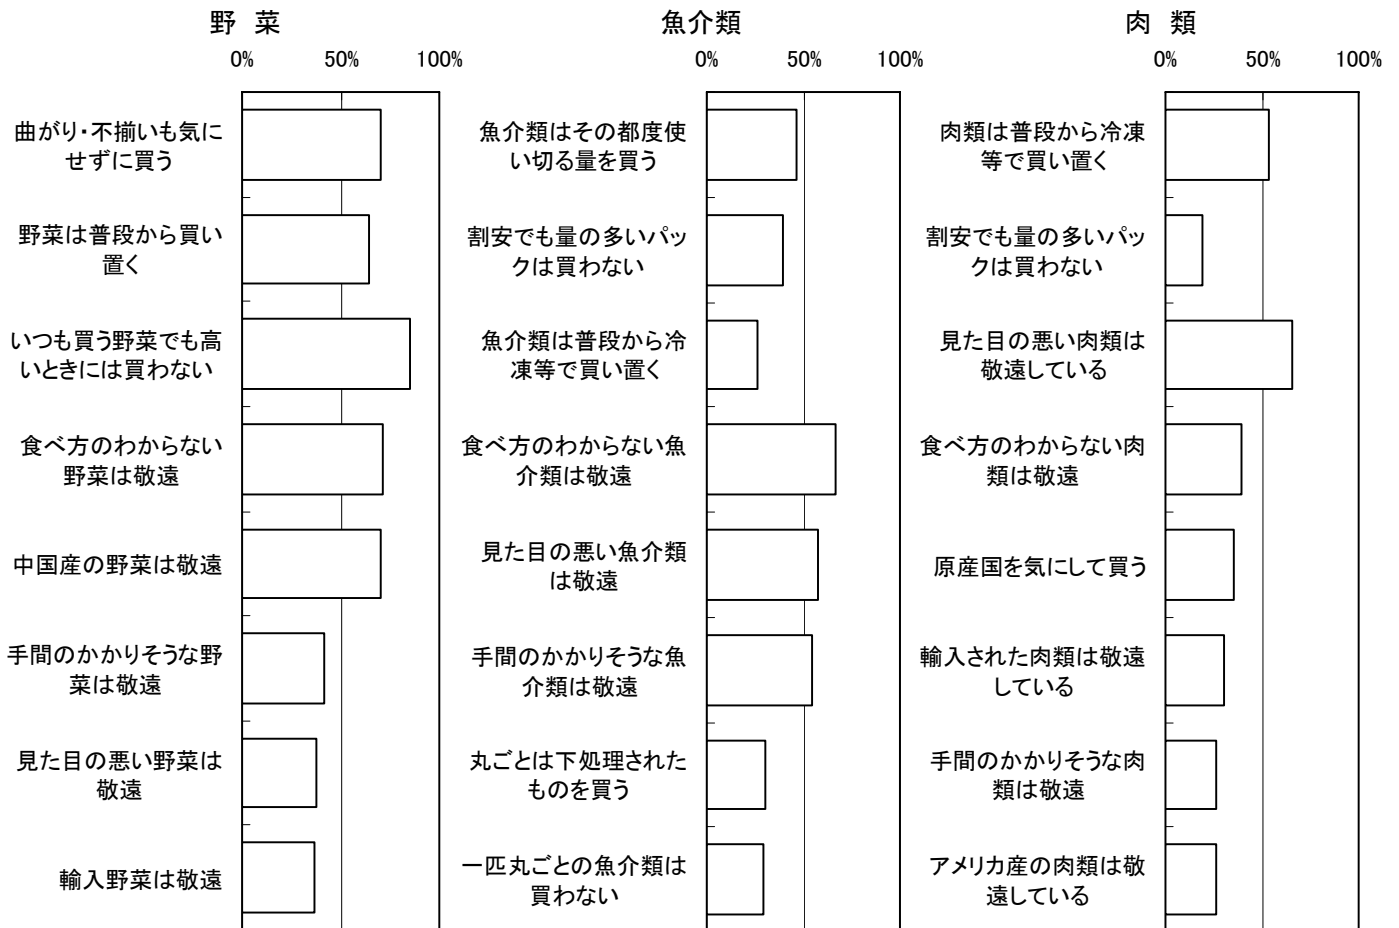 野 菜
0% 50% 100%
曲がり・不揃いも気に
せずに買う
野菜は普段から買い
置く
いつも買う野菜でも高
いときには買わない
食べ方のわからない
野菜は敬遠
中国産の野菜は敬遠
手間のかかりそうな野
菜は敬遠
見た目の悪い野菜は
敬遠
輸入野菜は敬遠
魚介類
0% 50% 100%
魚介類はその都度使
い切る量を買う
割安でも量の多いパッ
クは買わない
魚介類は普段から冷
凍等で買い置く
食べ方のわからない魚
介類は敬遠
見た目の悪い魚介類
は敬遠
手間のかかりそうな魚
介類は敬遠
丸ごとは下処理された
ものを買う
一匹丸ごとの魚介類は
買わない
肉 類
0% 50% 100%
肉類は普段から冷凍
等で買い置く
割安でも量の多いパッ
クは買わない
見た目の悪い肉類は
敬遠している
食べ方のわからない肉
類は敬遠
原産国を気にして買う
輸入された肉類は敬遠
している
手間のかかりそうな肉
類は敬遠
アメリカ産の肉類は敬
遠している